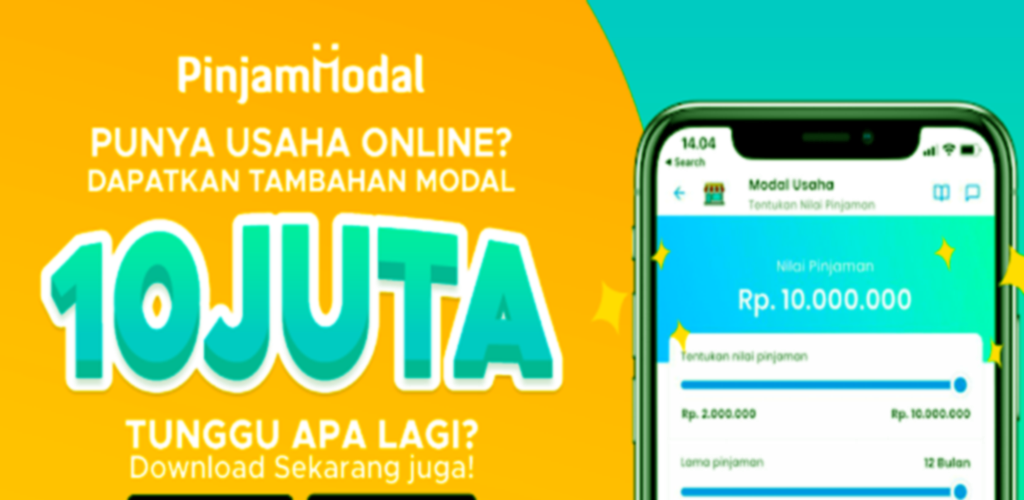 PinjamModal
PUNYA USAHA ONLINE?
DAPATKAN TAMBAHAN MODAL
10JUTA
TUNGGU APA LAGI?
Download Sekarang juga!
14.04
Search
Modal Usaha
Tentukan Nilai Pinjaman
Nilai Pinjaman
Rp. 10.000.000
Tentukan nilai pinjaman
Rp. 2.000.000 Rp. 10.000.000
Lama pinjaman 12 Bulan